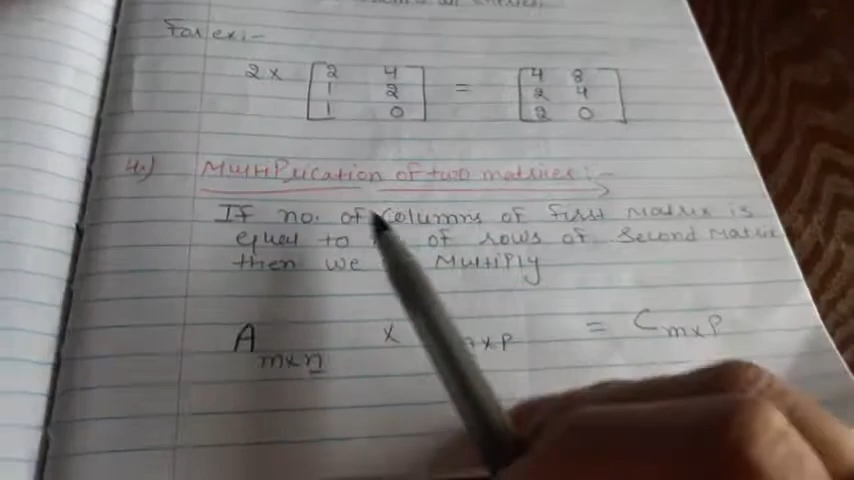 For ex:-
2 x [ 2 4 = [ 4 8
1 2 2 4
1 0 ] 2 0 ]
4.) Multiplication of two matrices:-
If no. of columns of first matrix is
equal to of rows of Second Matrix
then we Multiply
A m×n × ×P = C m×P